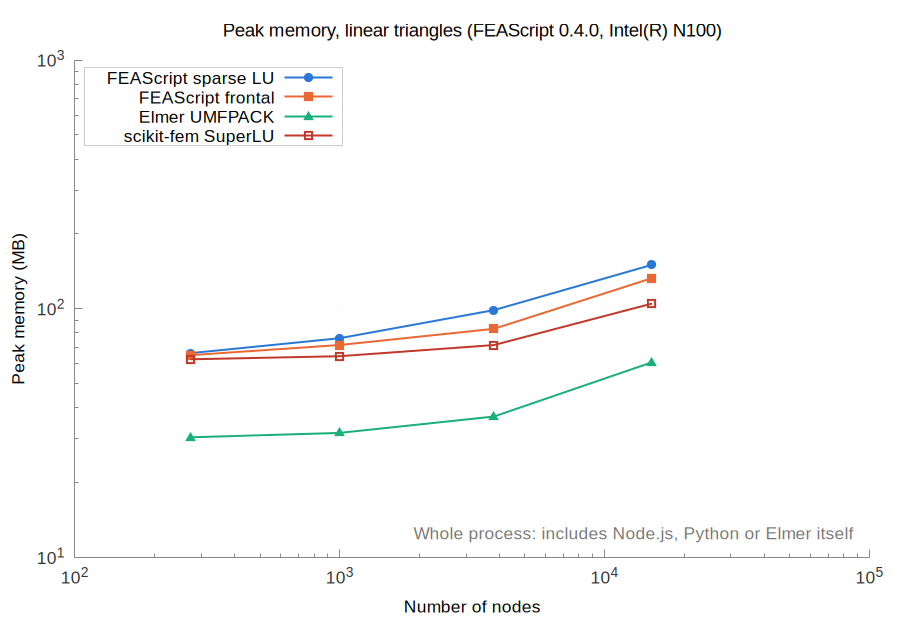 Peak memory, linear triangles (FEAScript 0.4.0, Intel(R) N100)
10³
FEAScript sparse LU
FEAScript frontal
Elmer UMFPACK
scikit-fem SuperLU
Peak memory (MB)
10²
Whole process: includes Node.js, Python or Elmer itself
10¹
10² 10³ 10⁴ 10⁵
Number of nodes